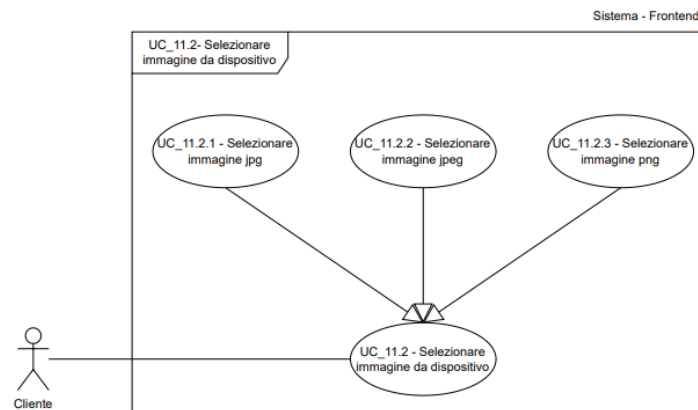 Sistema - Frontend
UC_11.2- Selezionare
immagine da dispositivo
UC_11.2.1 - Selezionare
immagine jpg
UC_11.2.2 - Selezionare
immagine jpeg
UC_11.2.3 - Selezionare
immagine png
UC_11.2 - Selezionare
immagine da dispositivo
Cliente